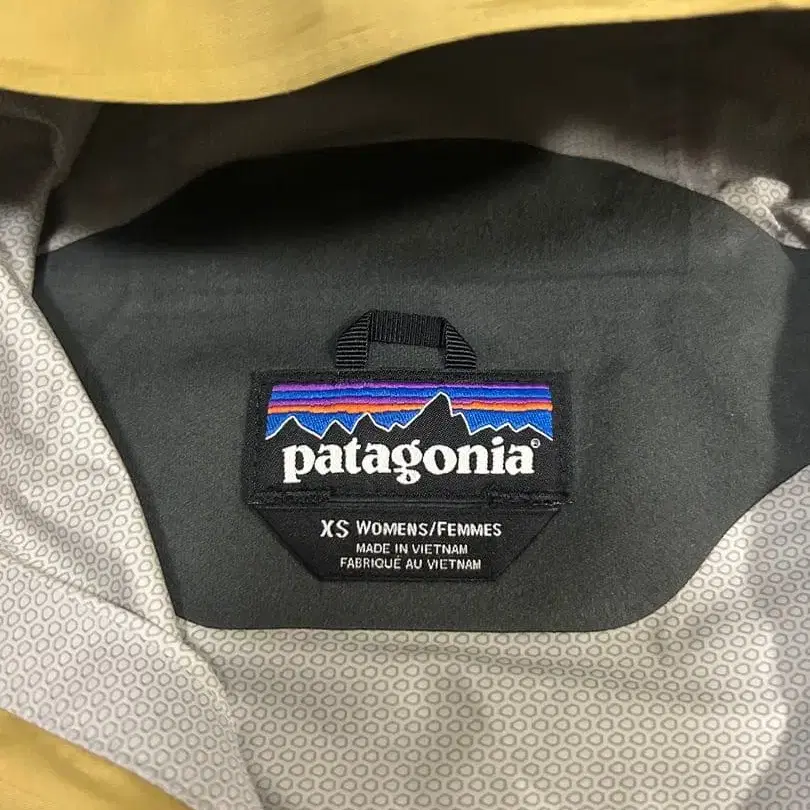 patagonia®
XS WOMENS/FEMMES
MADE IN VIETNAM
FABRIQUÉ AU VIETNAM